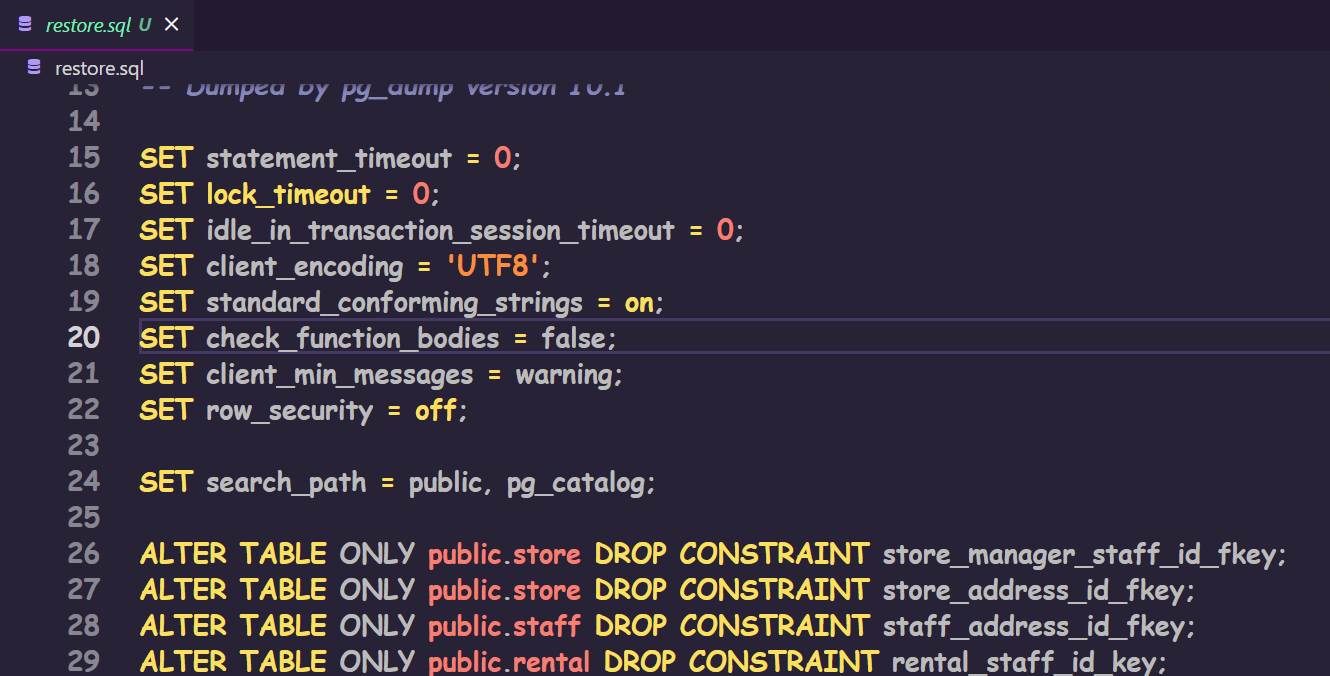 restore.sql U
restore.sql
13 -- Dumped by pg_dump version 10.1
14
15 SET statement_timeout = 0;
16 SET lock_timeout = 0;
17 SET idle_in_transaction_session_timeout = 0;
18 SET client_encoding = 'UTF8';
19 SET standard_conforming_strings = on;
20 SET check_function_bodies = false;
21 SET client_min_messages = warning;
22 SET row_security = off;
23
24 SET search_path = public, pg_catalog;
25
26 ALTER TABLE ONLY public.store DROP CONSTRAINT store_manager_staff_id_fkey;
27 ALTER TABLE ONLY public.store DROP CONSTRAINT store_address_id_fkey;
28 ALTER TABLE ONLY public.staff DROP CONSTRAINT staff_address_id_fkey;
29 ALTER TABLE ONLY public.rental DROP CONSTRAINT rental_staff_id_key;